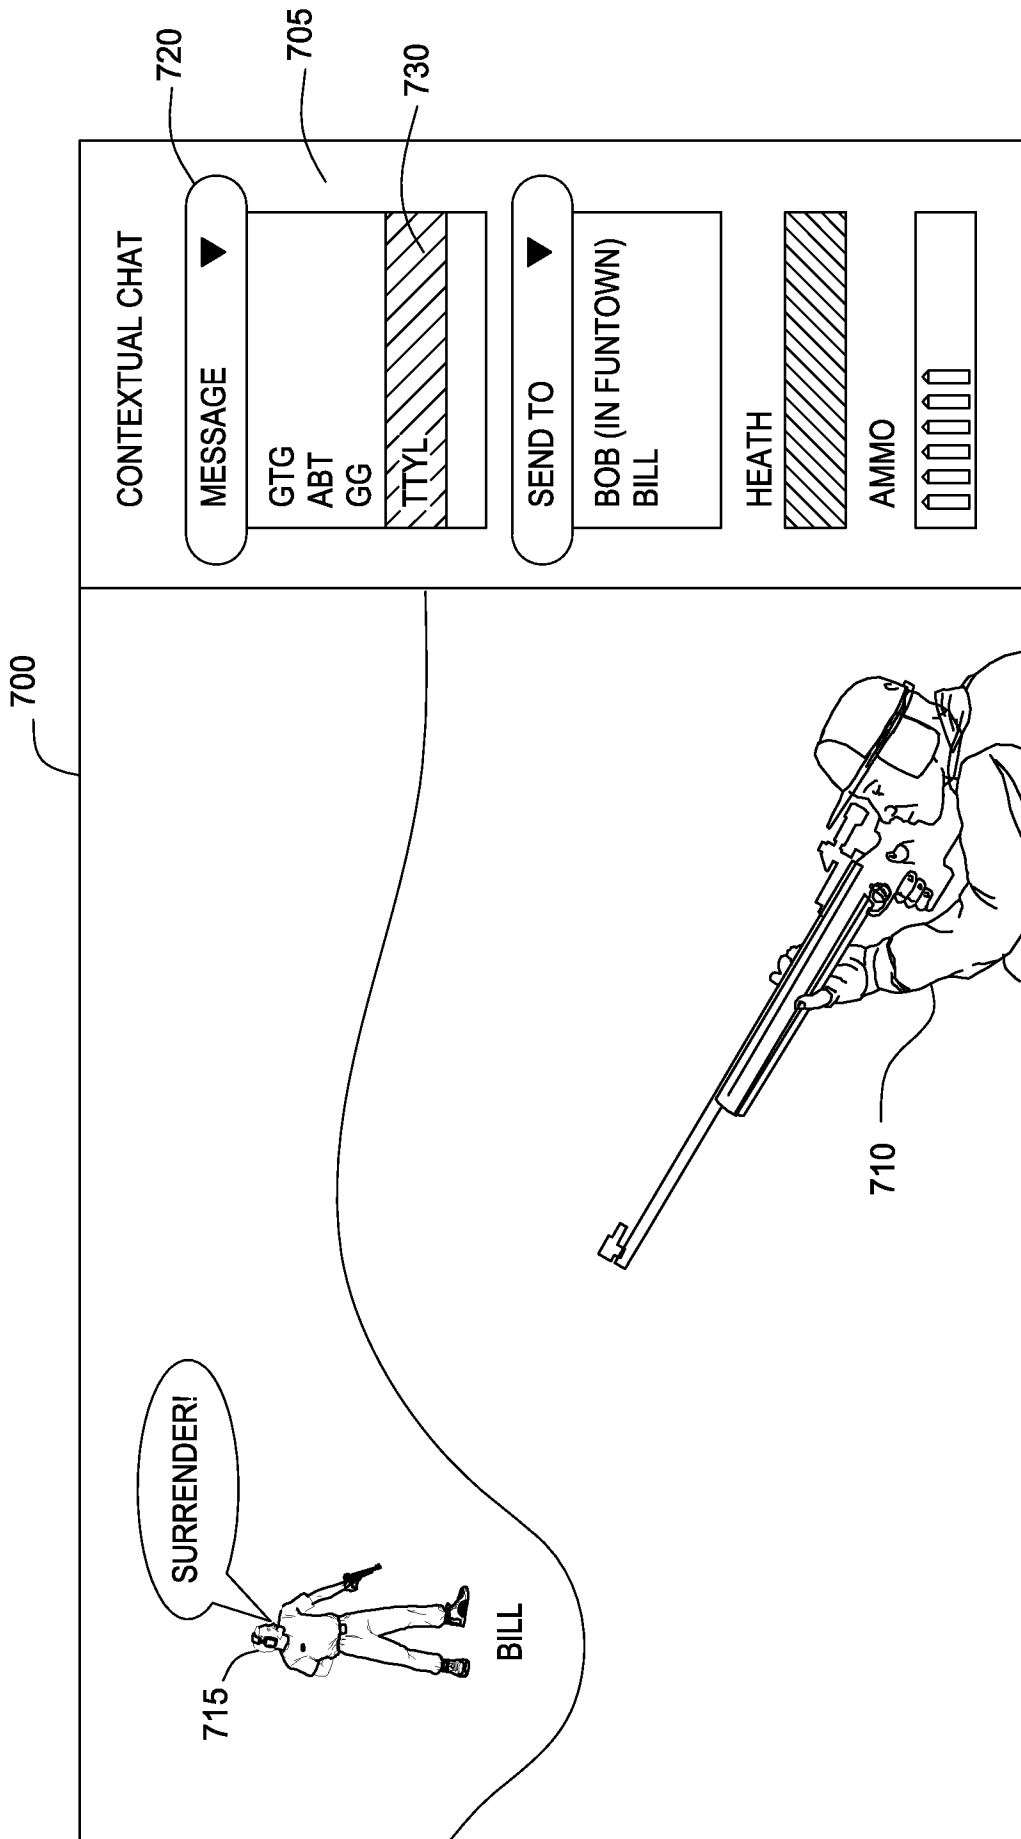 700
SURRENDER!
715
BILL
710
CONTEXTUAL CHAT
720
MESSAGE
705
GTG
ABT
GG
TTYL
730
SEND TO
BOB (IN FUNTOWN)
BILL
HEATH
AMMO